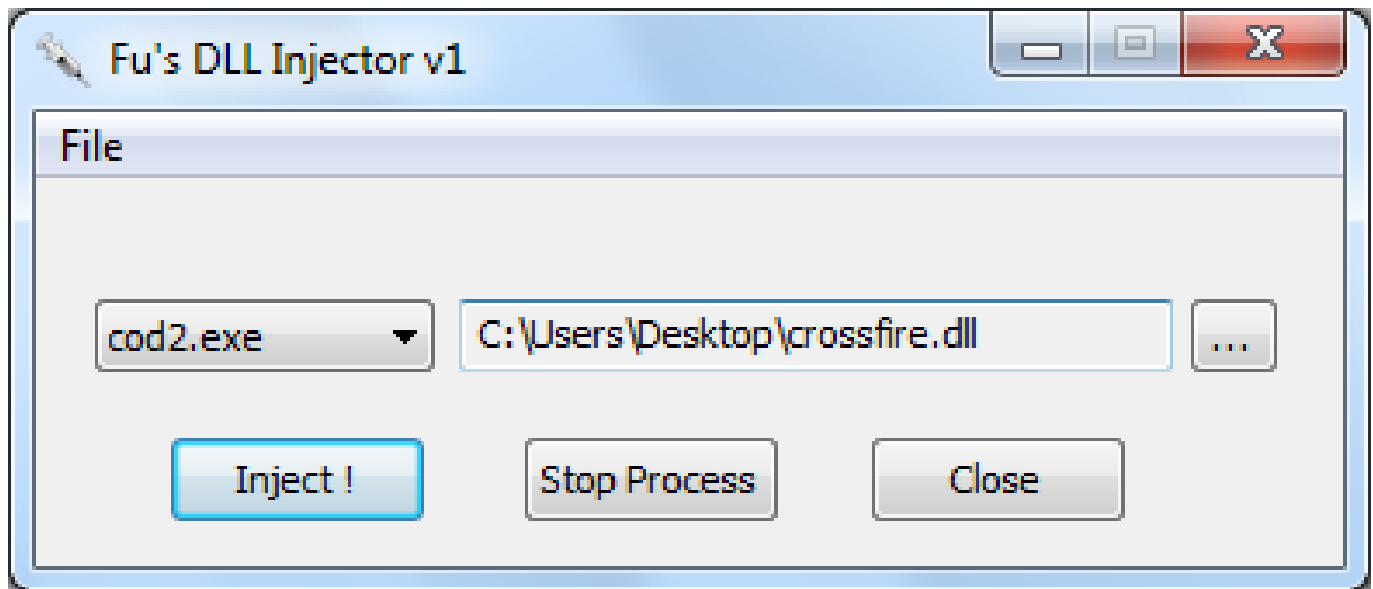 Fu's DLL Injector v1
File
cod2.exe
C:\Users\Desktop\crossfire.dll
...
Inject !
Stop Process
Close